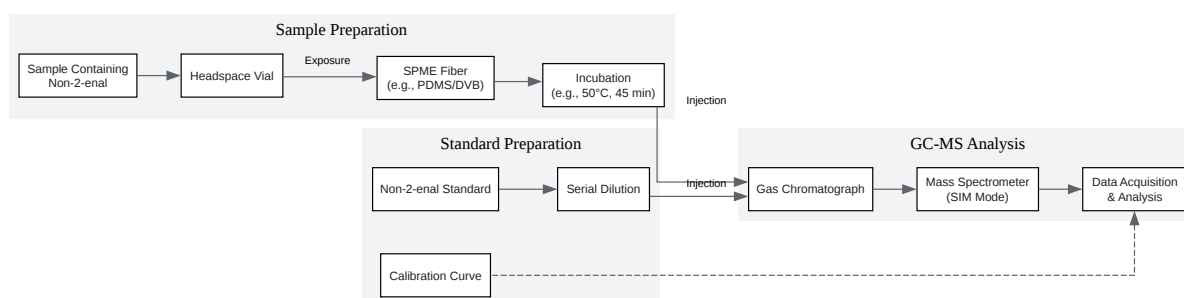 Sample Preparation
Sample Containing
Non-2-enal
Headspace Vial
Exposure
SPME Fiber
(e.g., PDMS/DVB)
Incubation
(e.g., 50°C, 45 min)
Injection
Standard Preparation
Non-2-enal Standard
Serial Dilution
Injection
Calibration Curve
GC-MS Analysis
Gas Chromatograph
Mass Spectrometer
(SIM Mode)
Data Acquisition
& Analysis